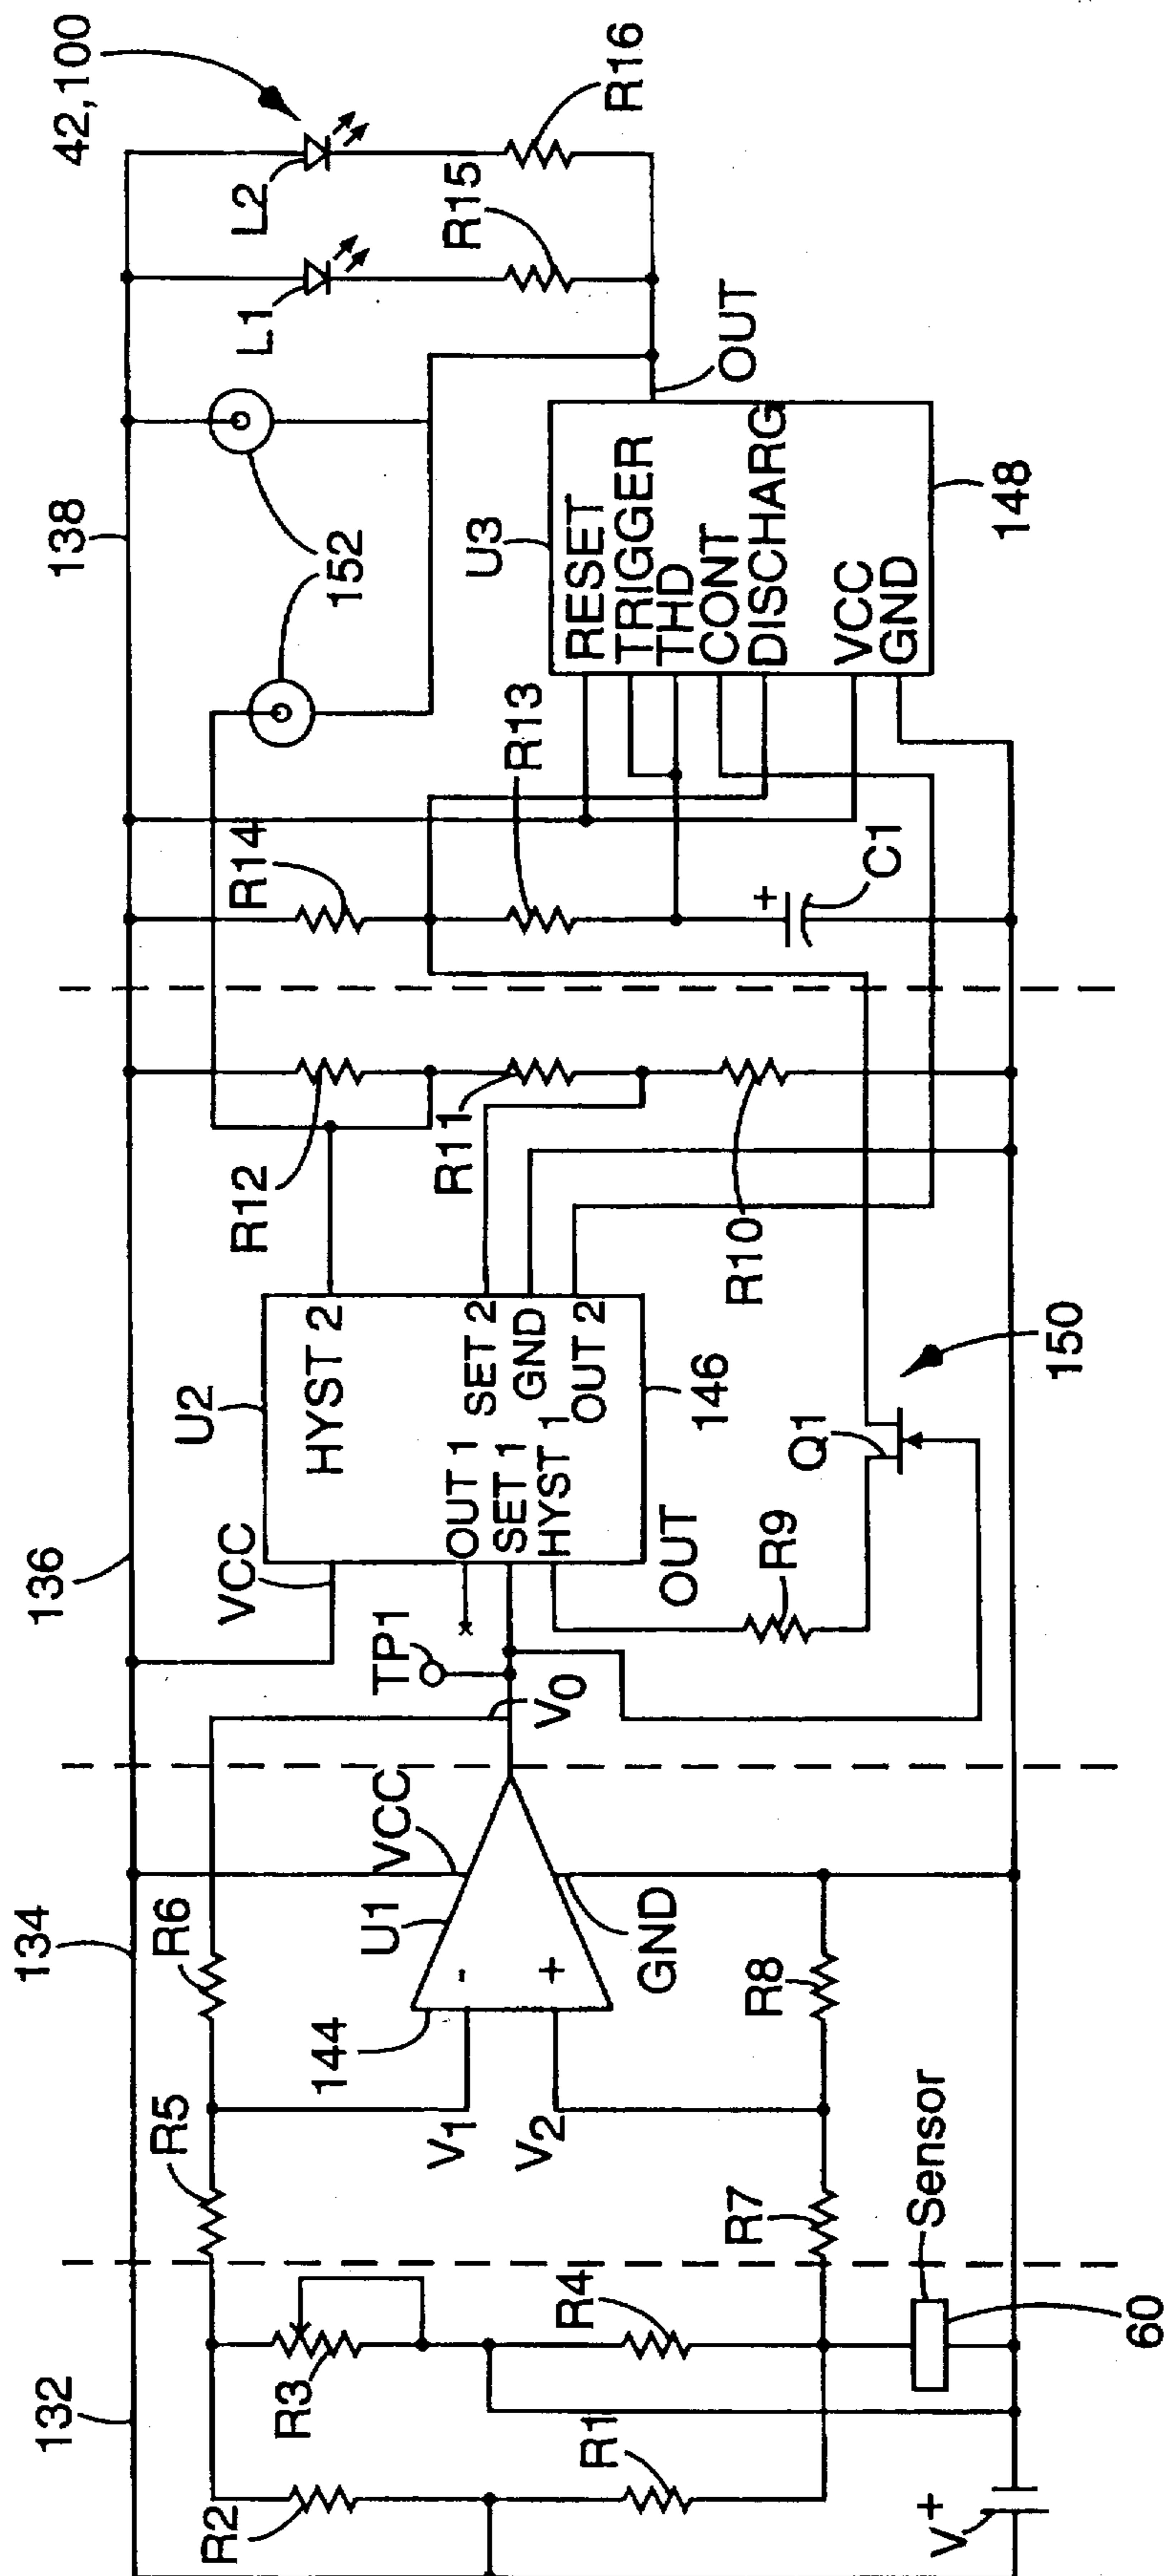 42,100
L2
R16
L1
R15
OUT
138
152
U3
RESET
TRIGGER
THD
CONT
DISCHARG
VCC
GND
148
R14
R13
+
C1
R12
R11
R10
U2
HYST 2
SET 2
GND
OUT 2
OUT 1
SET 1
HYST 1
146
150
Q1
136
VCC
OUT
R9
TP1
V0
134
VCC
R6
U1
-
+
GND
144
R8
R5
V1
V2
R7
Sensor
132
R3
R4
60
R2
R1
V+